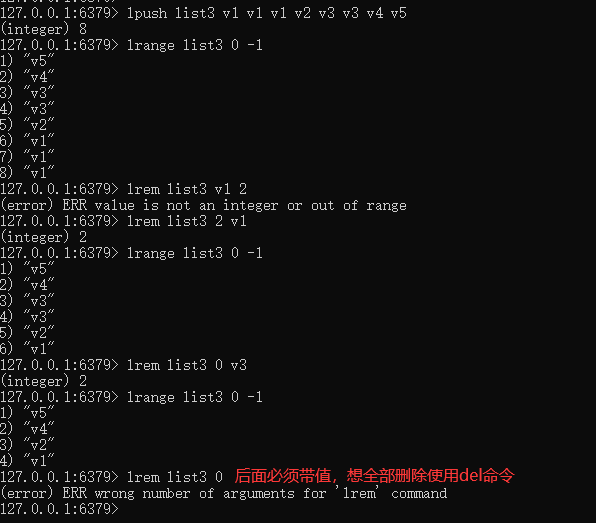 127.0.0.1:6379> lpush list3 v1 v1 v1 v2 v3 v3 v4 v5
(integer) 8
127.0.0.1:6379> lrange list3 0 -1
1) "v5"
2) "v4"
3) "v3"
4) "v3"
5) "v2"
6) "v1"
7) "v1"
8) "v1"
127.0.0.1:6379> lrem list3 v1 2
(error) ERR value is not an integer or out of range
127.0.0.1:6379> lrem list3 2 v1
(integer) 2
127.0.0.1:6379> lrange list3 0 -1
1) "v5"
2) "v4"
3) "v3"
4) "v3"
5) "v2"
6) "v1"
127.0.0.1:6379> lrem list3 0 v3
(integer) 2
127.0.0.1:6379> lrange list3 0 -1
1) "v5"
2) "v4"
3) "v2"
4) "v1"
127.0.0.1:6379> lrem list3 0 后面必须带值，想全部删除使用del命令
(error) ERR wrong number of arguments for 'lrem' command
127.0.0.1:6379>